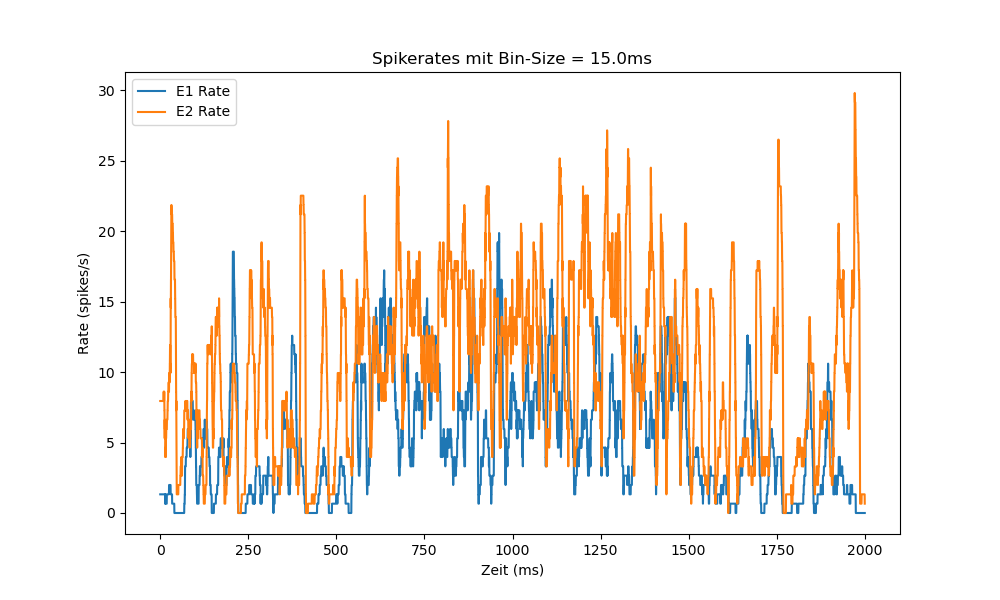 Spikerates mit Bin-Size = 15.0ms
E1 Rate
E2 Rate
30
25
20
15
10
5
0
Rate (spikes/s)
0 250 500 750 1000 1250 1500 1750 2000
Zeit (ms)